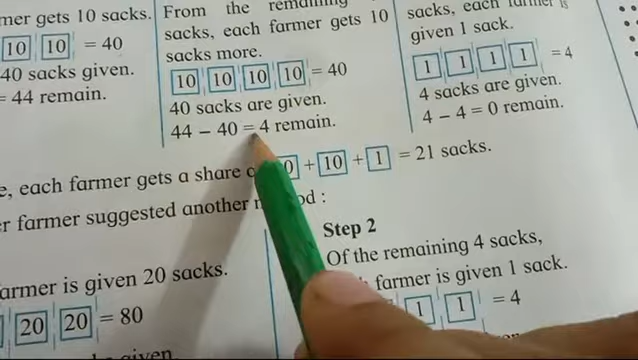 mer gets 10 sacks.
10 10 = 40
40 sacks given.
= 44 remain.
From the remaining
sacks, each farmer gets 10
sacks more.
10 10 10 10 = 40
40 sacks are given.
44 − 40 = 4 remain.
sacks, each farmer is
given 1 sack.
1 1 1 1 = 4
4 sacks are given.
4 − 4 = 0 remain.
e, each farmer gets a share 0 + 10 + 1 = 21 sacks.
r farmer suggested another od :
armer is given 20 sacks.
20 20 = 80
given
Step 2
Of the remaining 4 sacks,
farmer is given 1 sack.
1 1 = 4